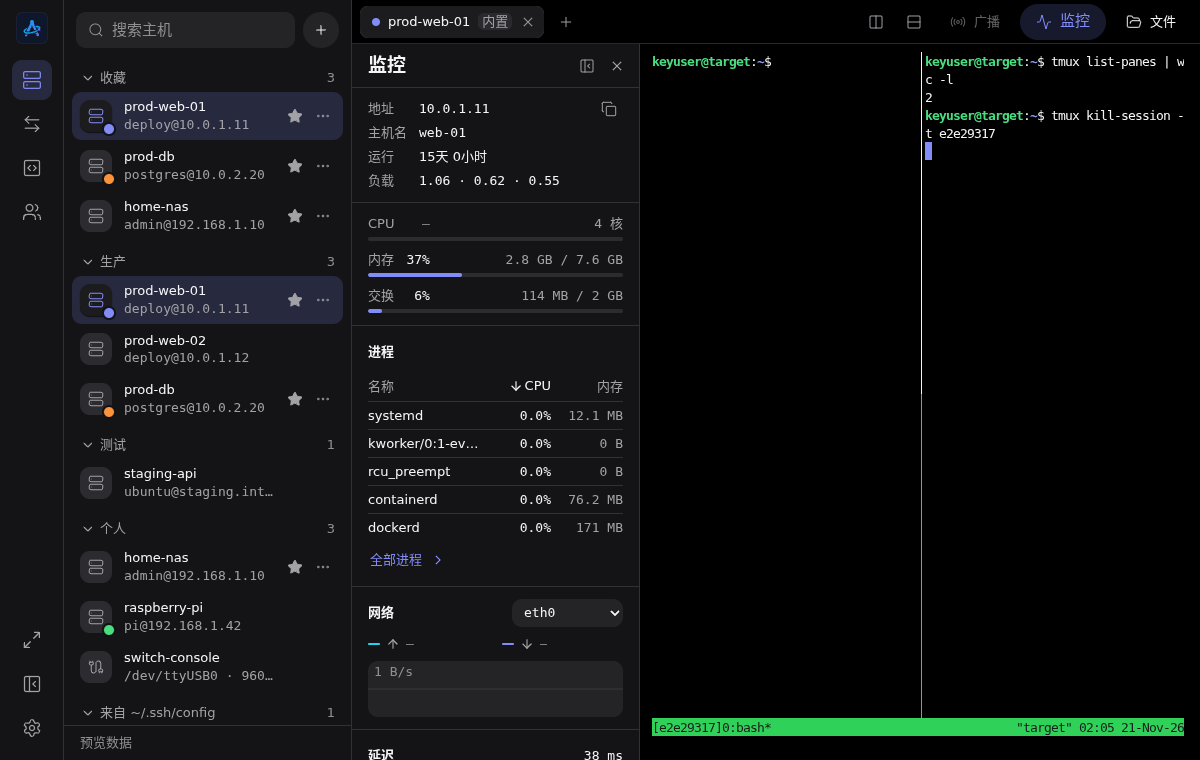 搜索主机
收藏 3
prod-web-01
deploy@10.0.1.11
prod-db
postgres@10.0.2.20
home-nas
admin@192.168.1.10
生产 3
prod-web-01
deploy@10.0.1.11
prod-web-02
deploy@10.0.1.12
prod-db
postgres@10.0.2.20
测试 1
staging-api
ubuntu@staging.int…
个人 3
home-nas
admin@192.168.1.10
raspberry-pi
pi@192.168.1.42
switch-console
/dev/ttyUSB0 · 960…
来自 ~/.ssh/config 1
预览数据
prod-web-01 内置
广播 监控 文件
监控
地址 10.0.1.11
主机名 web-01
运行 15天 0小时
负载 1.06 · 0.62 · 0.55
CPU — 4 核
内存 37% 2.8 GB / 7.6 GB
交换 6% 114 MB / 2 GB
进程
名称 CPU 内存
systemd 0.0% 12.1 MB
kworker/0:1-ev… 0.0% 0 B
rcu_preempt 0.0% 0 B
containerd 0.0% 76.2 MB
dockerd 0.0% 171 MB
全部进程
网络 eth0
↑ — ↓ —
1 B/s
延迟 38 ms
keyuser@target:~$
keyuser@target:~$ tmux list-panes | w
c -l
2
keyuser@target:~$ tmux kill-session -
t e2e29317
[e2e29317]0:bash* "target" 02:05 21-Nov-26